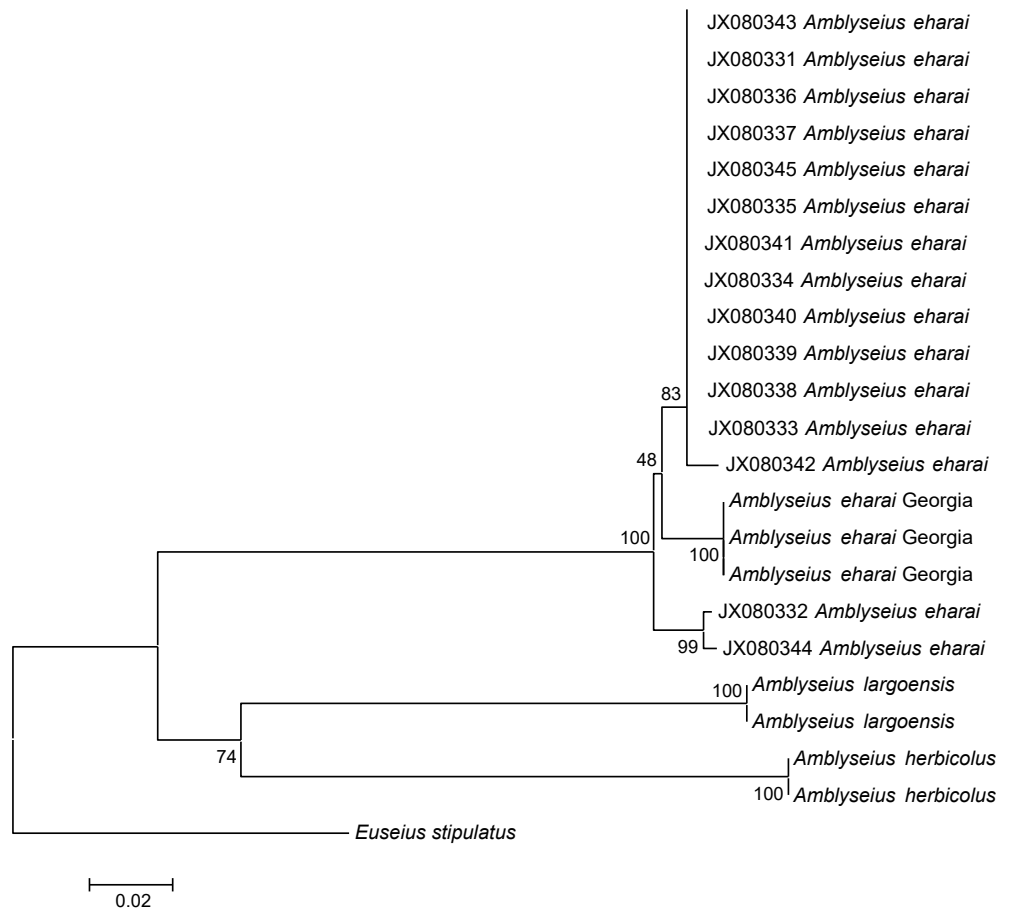 JX080343 Amblyseius eharai
JX080331 Amblyseius eharai
JX080336 Amblyseius eharai
JX080337 Amblyseius eharai
JX080345 Amblyseius eharai
JX080335 Amblyseius eharai
JX080341 Amblyseius eharai
JX080334 Amblyseius eharai
JX080340 Amblyseius eharai
JX080339 Amblyseius eharai
JX080338 Amblyseius eharai
83
JX080333 Amblyseius eharai
48
JX080342 Amblyseius eharai
Amblyseius eharai Georgia
100
Amblyseius eharai Georgia
100
Amblyseius eharai Georgia
JX080332 Amblyseius eharai
99
JX080344 Amblyseius eharai
100
Amblyseius largoensis
Amblyseius largoensis
74
Amblyseius herbicolus
100
Amblyseius herbicolus
Euseius stipulatus
0.02